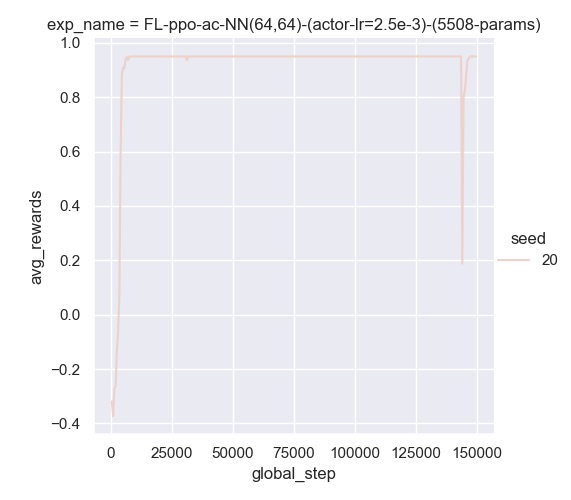 exp_name = FL-ppo-ac-NN(64,64)-(actor-lr=2.5e-3)-(5508-params)
1.0
0.8
0.6
0.4
0.2
0.0
−0.2
−0.4
avg_rewards
0 25000 50000 75000 100000 125000 150000
global_step
seed
20